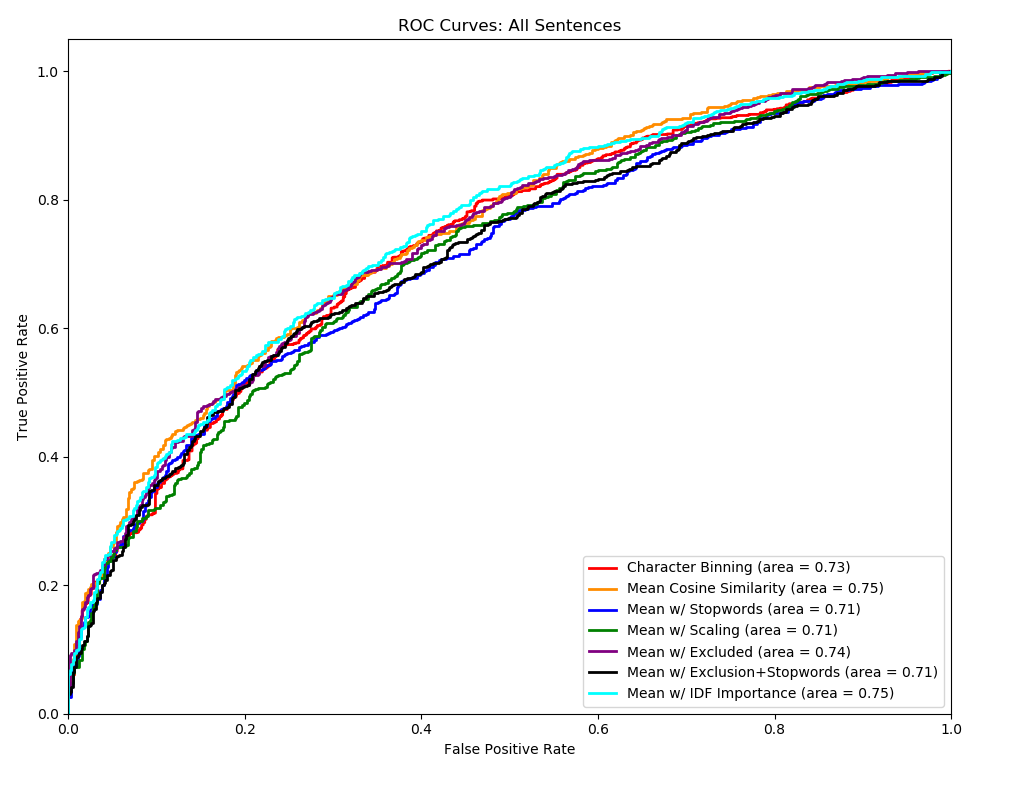 ROC Curves: All Sentences
True Positive Rate
1.0
0.8
0.6
0.4
0.2
0.0
Character Binning (area = 0.73)
Mean Cosine Similarity (area = 0.75)
Mean w/ Stopwords (area = 0.71)
Mean w/ Scaling (area = 0.71)
Mean w/ Excluded (area = 0.74)
Mean w/ Exclusion+Stopwords (area = 0.71)
Mean w/ IDF Importance (area = 0.75)
0.0 0.2 0.4 0.6 0.8 1.0
False Positive Rate